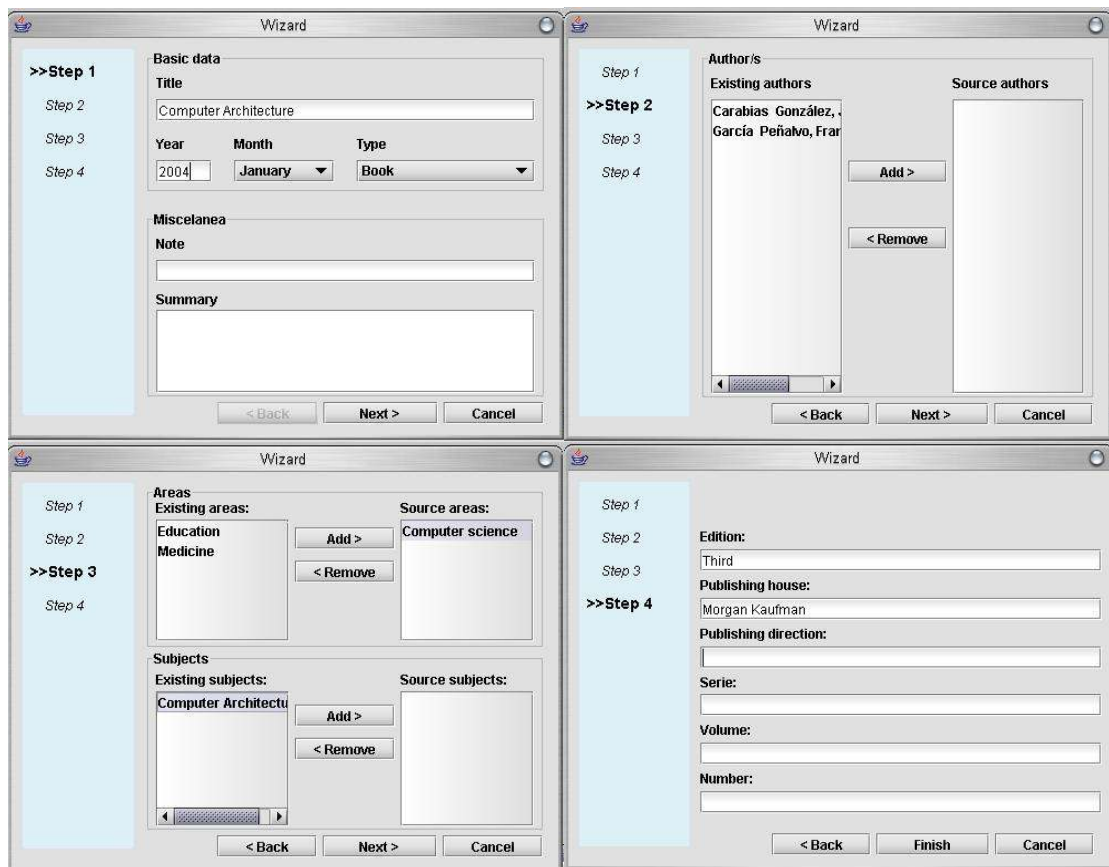 Wizard
>>Step 1
Step 2
Step 3
Step 4
Basic data
Title
Computer Architecture
Year Month Type
2004 January Book
Miscelanea
Note
Summary
< Back Next > Cancel
Wizard
Step 1
>>Step 2
Step 3
Step 4
Author/s
Existing authors Source authors
Carabias González, J
García Peñalvo, Fran
Add >
< Remove
< Back Next > Cancel
Wizard
Step 1
Step 2
>>Step 3
Step 4
Areas
Existing areas: Source areas:
Education
Medicine
Add >
< Remove
Computer science
Subjects
Existing subjects: Source subjects:
Computer Architectu
Add >
< Remove
< Back Next > Cancel
Wizard
Step 1
Step 2
Step 3
>>Step 4
Edition:
Third
Publishing house:
Morgan Kaufman
Publishing direction:
Serie:
Volume:
Number:
< Back Finish Cancel